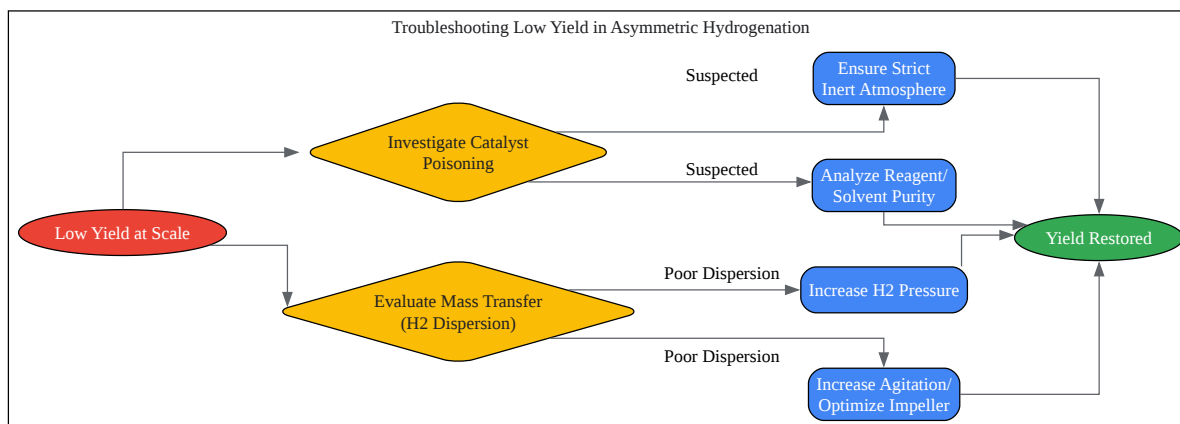 Troubleshooting Low Yield in Asymmetric Hydrogenation
Suspected
Ensure Strict
Inert Atmosphere
Investigate Catalyst
Poisoning
Suspected
Analyze Reagent/
Solvent Purity
Low Yield at Scale
Yield Restored
Poor Dispersion
Increase H2 Pressure
Evaluate Mass Transfer
(H2 Dispersion)
Poor Dispersion
Increase Agitation/
Optimize Impeller